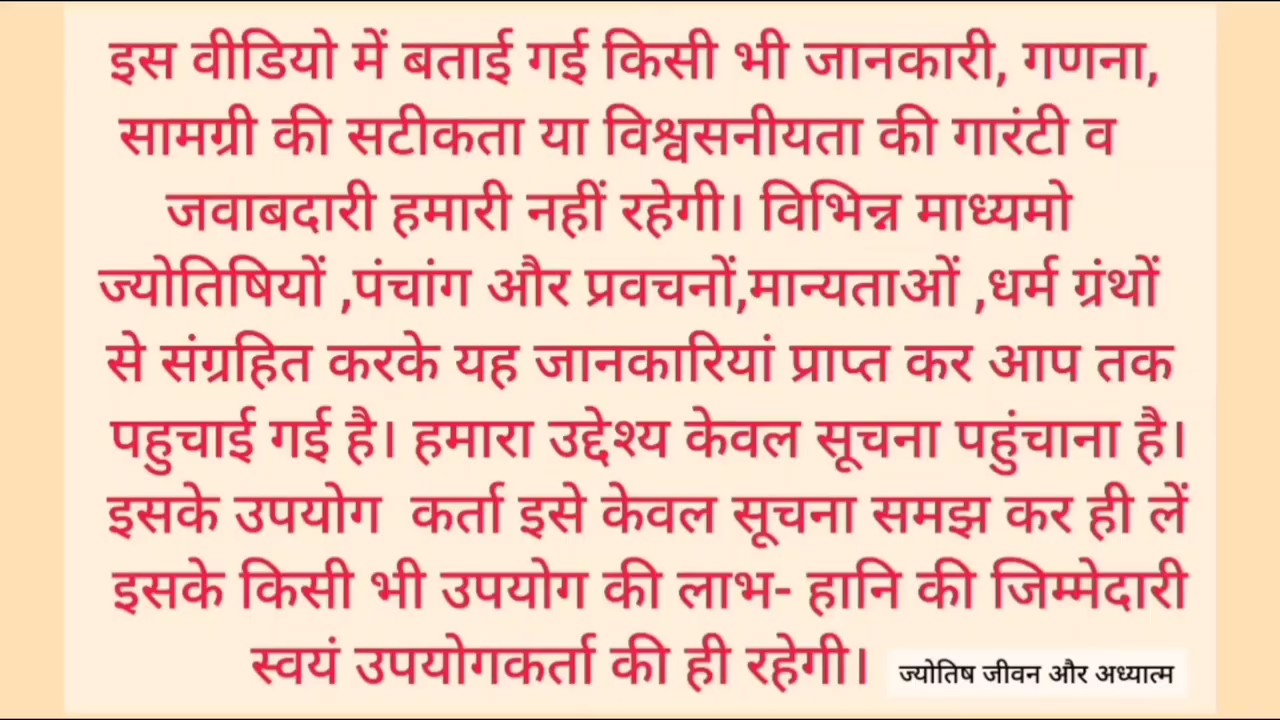 इस वीडियो में बताई गई किसी भी जानकारी, गणना,
सामग्री की सटीकता या विश्वसनीयता की गारंटी व
जवाबदारी हमारी नहीं रहेगी। विभिन्न माध्यमो
ज्योतिषियों ,पंचांग और प्रवचनों,मान्यताओं ,धर्म ग्रंथों
से संग्रहित करके यह जानकारियां प्राप्त कर आप तक
पहुचाई गई है। हमारा उद्देश्य केवल सूचना पहुंचाना है।
इसके उपयोग  कर्ता इसे केवल सूचना समझ कर ही लें
इसके किसी भी उपयोग की लाभ- हानि की जिम्मेदारी
स्वयं उपयोगकर्ता की ही रहेगी।
ज्योतिष जीवन और अध्यात्म